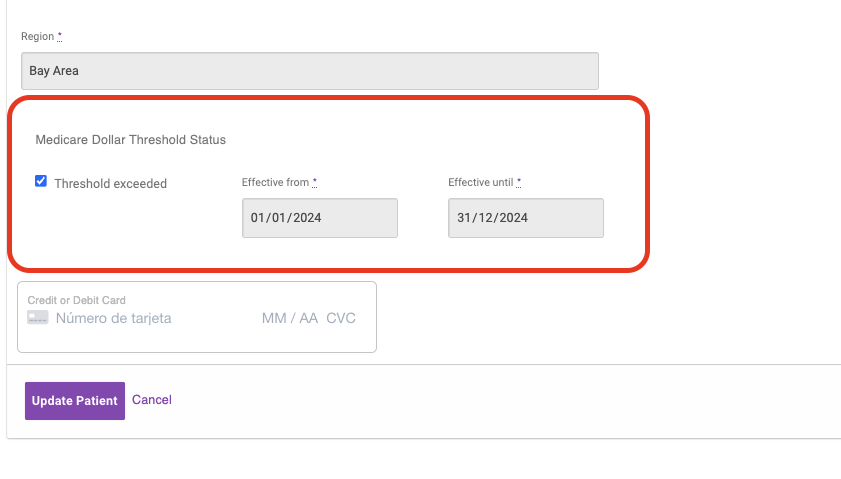 Region *
Bay Area
Medicare Dollar Threshold Status
Threshold exceeded
Effective from *
Effective until *
01/01/2024
31/12/2024
Credit or Debit Card
Número de tarjeta MM / AA CVC
Update Patient Cancel